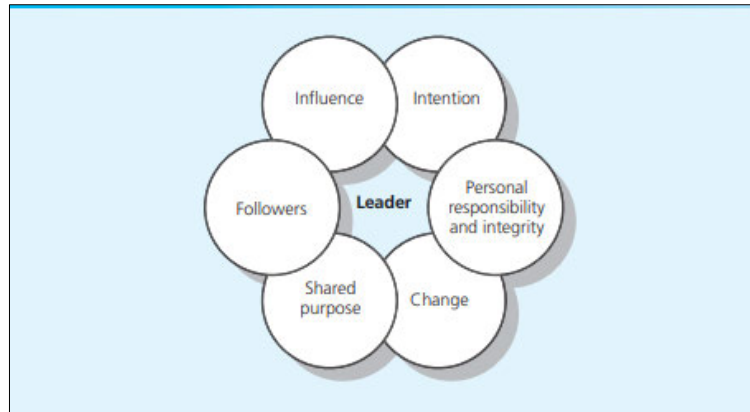 Influence
Intention
Followers
Leader
Personal
responsibility
and integrity
Shared
purpose
Change